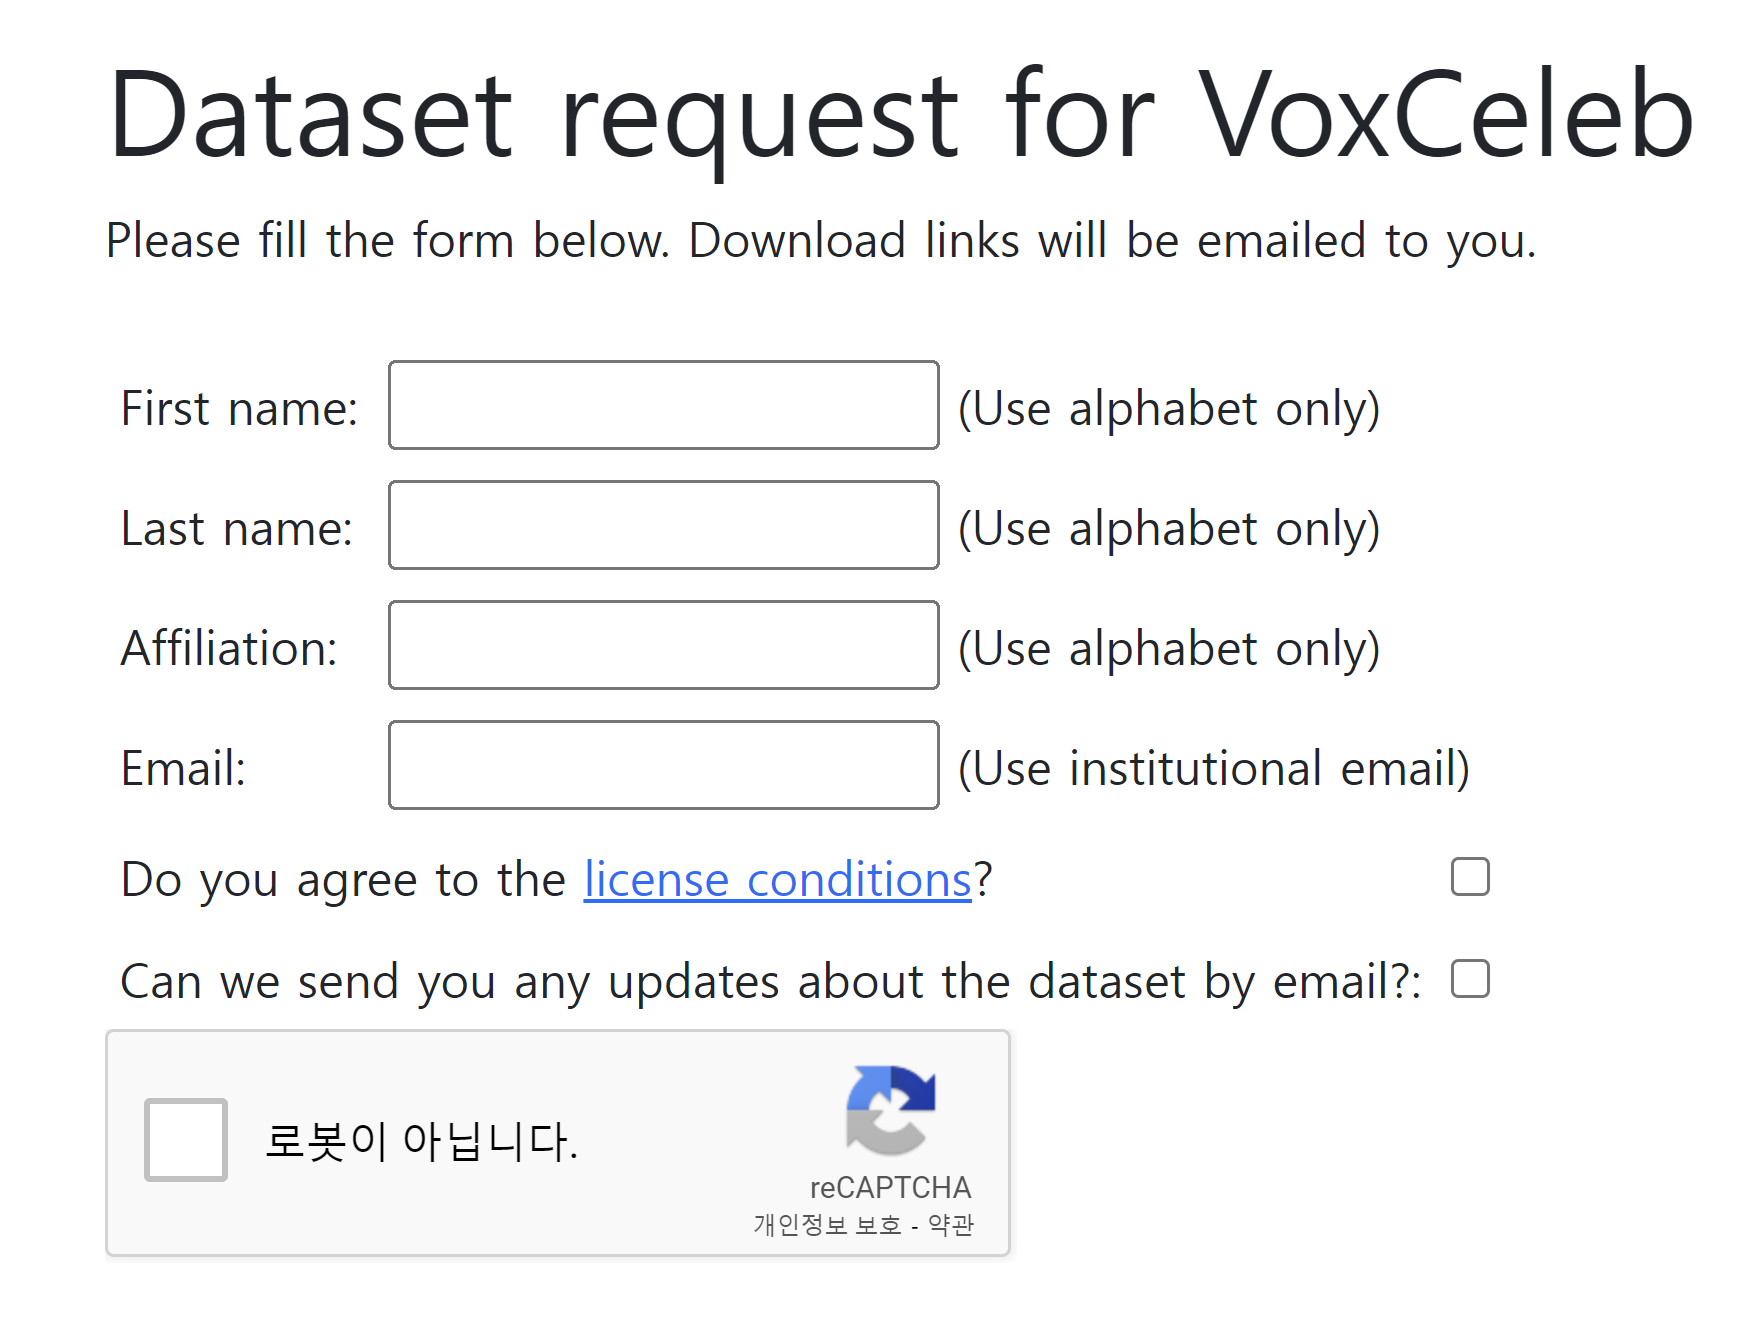 Dataset request for VoxCeleb
Please fill the form below. Download links will be emailed to you.
First name: (Use alphabet only)
Last name: (Use alphabet only)
Affiliation: (Use alphabet only)
Email: (Use institutional email)
Do you agree to the license conditions?
Can we send you any updates about the dataset by email?:
로봇이 아닙니다.
reCAPTCHA
개인정보 보호 - 약관